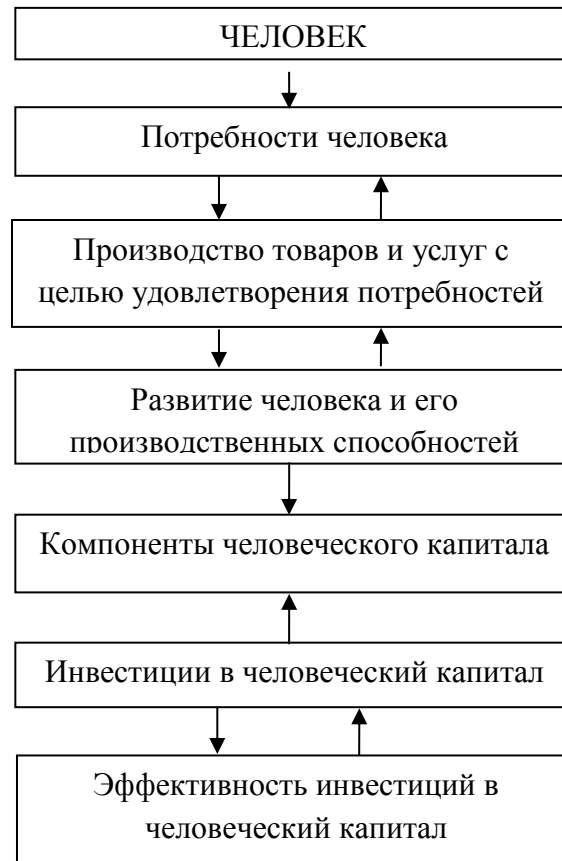 ЧЕЛОВЕК
Потребности человека
Производство товаров и услуг с
целью удовлетворения потребностей
Развитие человека и его
производственных способностей
Компоненты человеческого капитала
Инвестиции в человеческий капитал
Эффективность инвестиций в
человеческий капитал